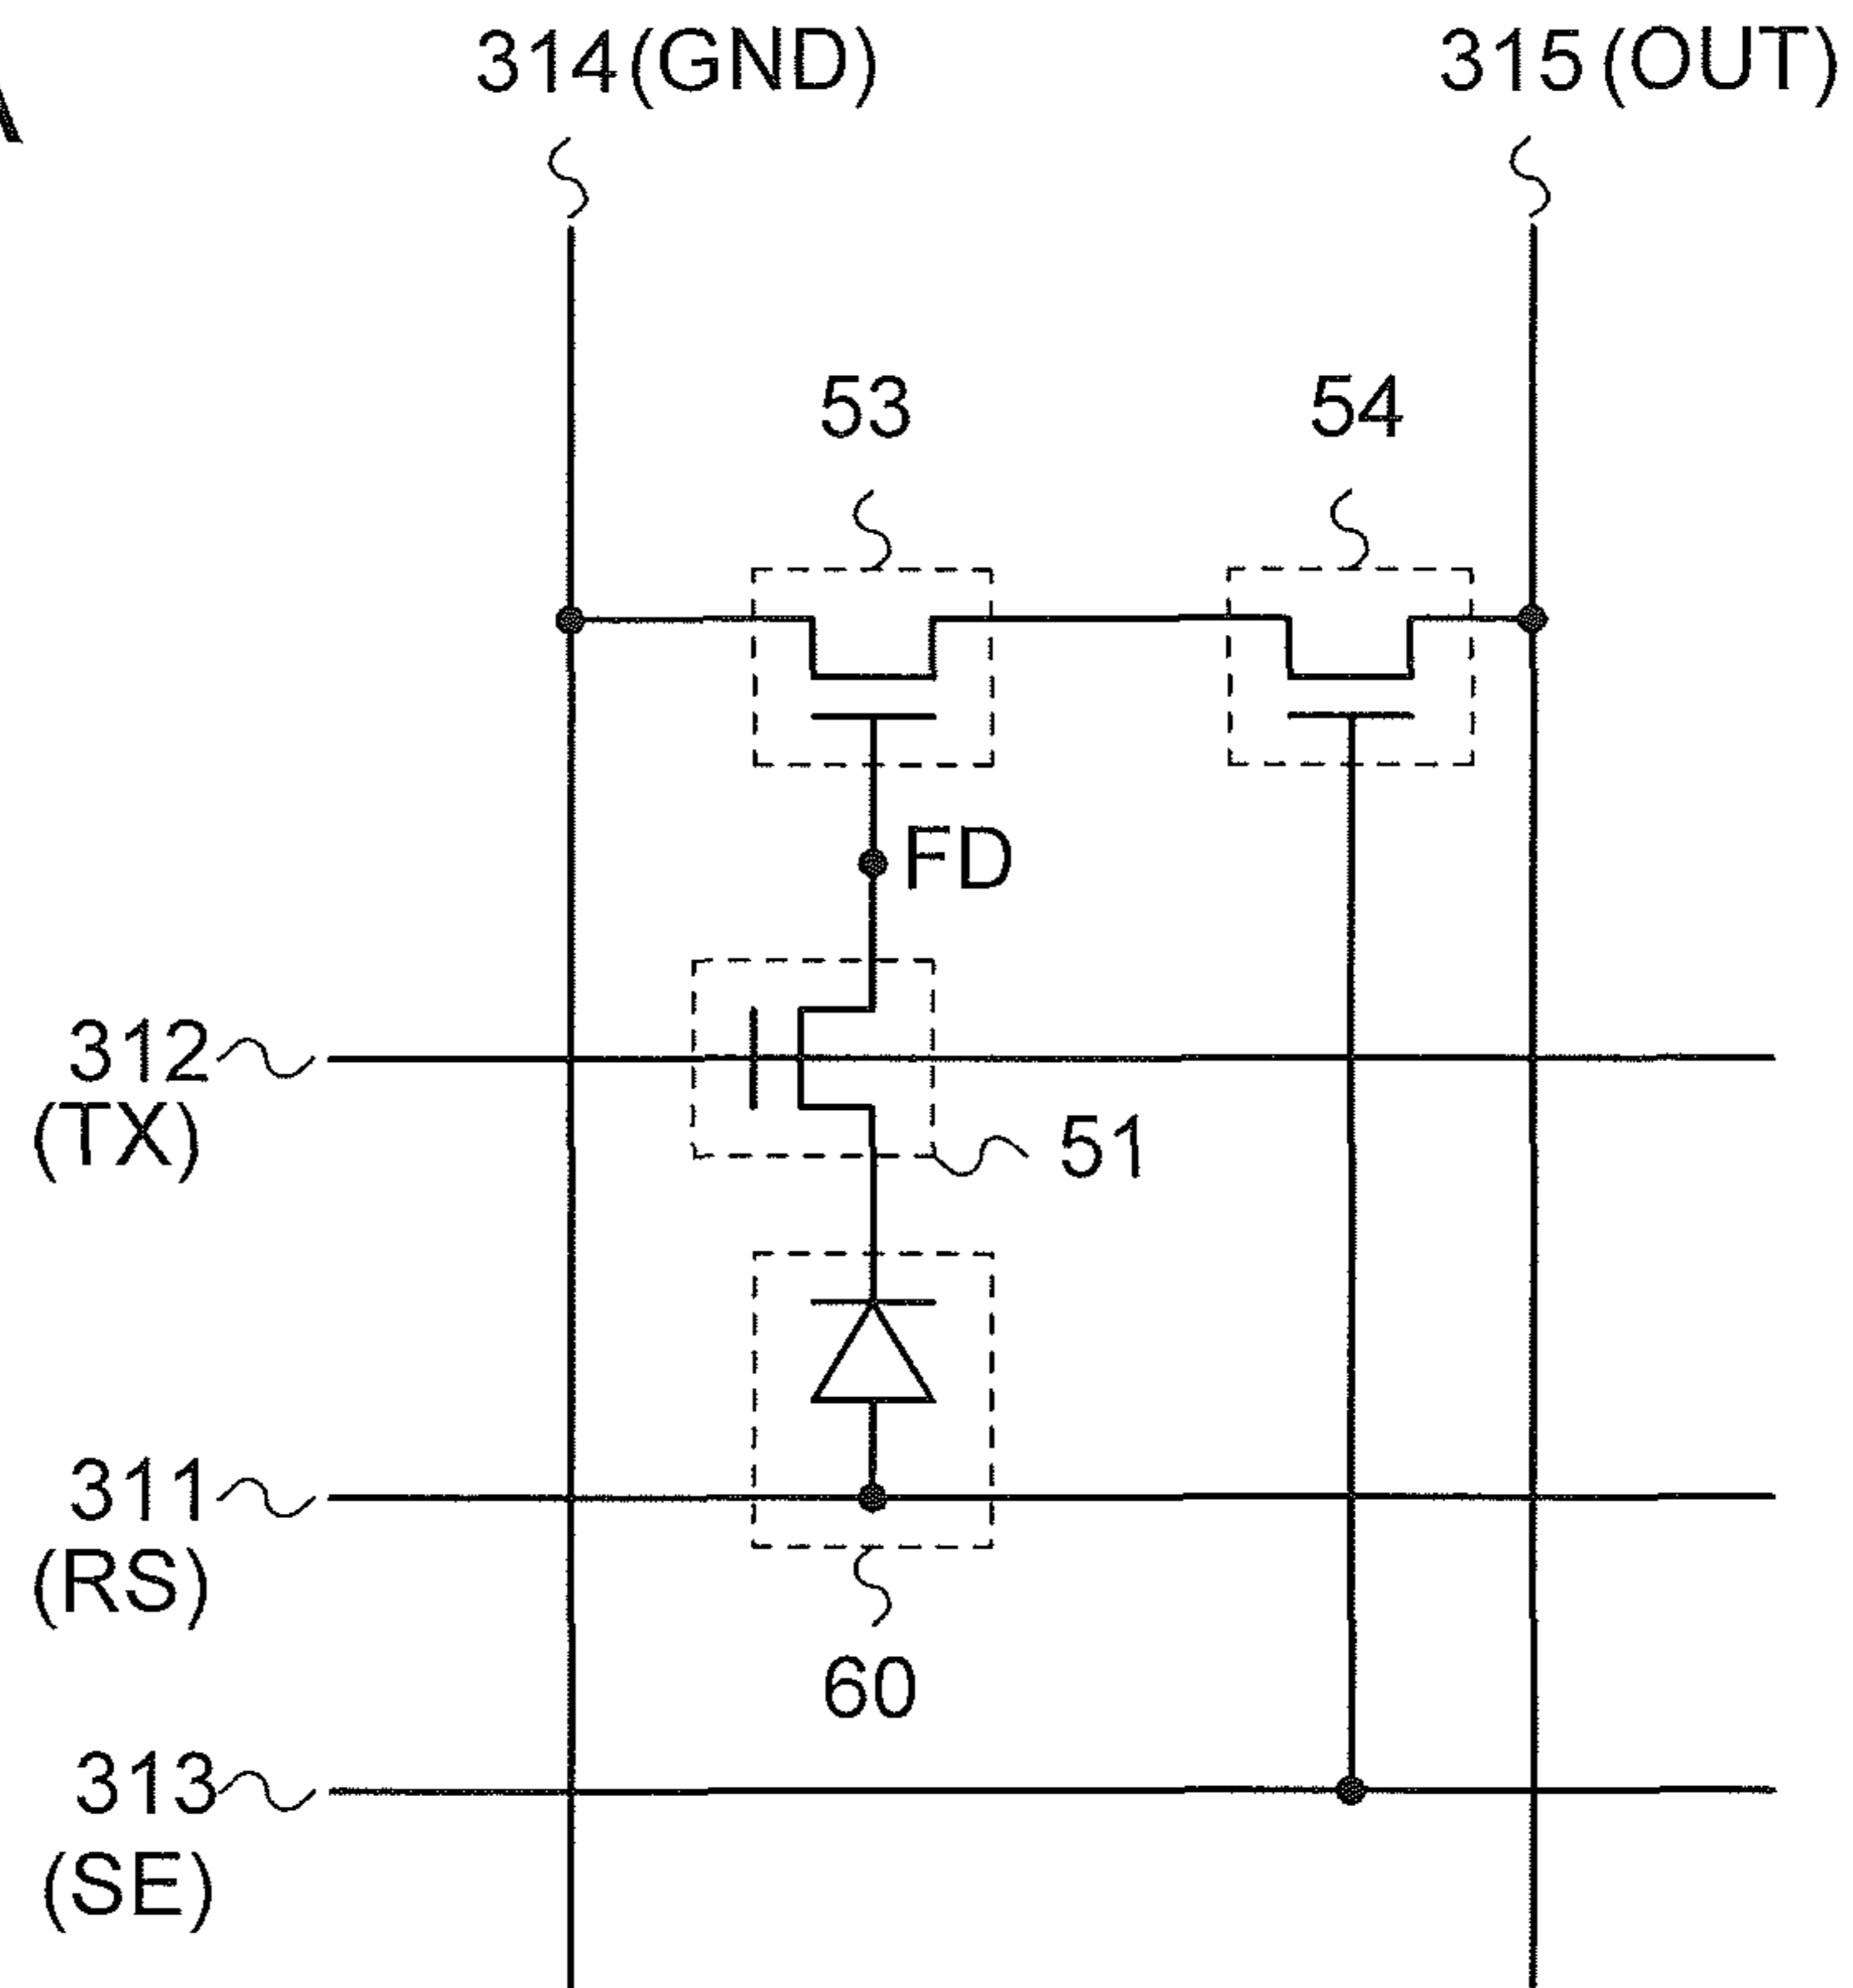 314 (GND)
315 (OUT)
A
53
54
FD
312
(TX)
51
311
(RS)
60
313
(SE)